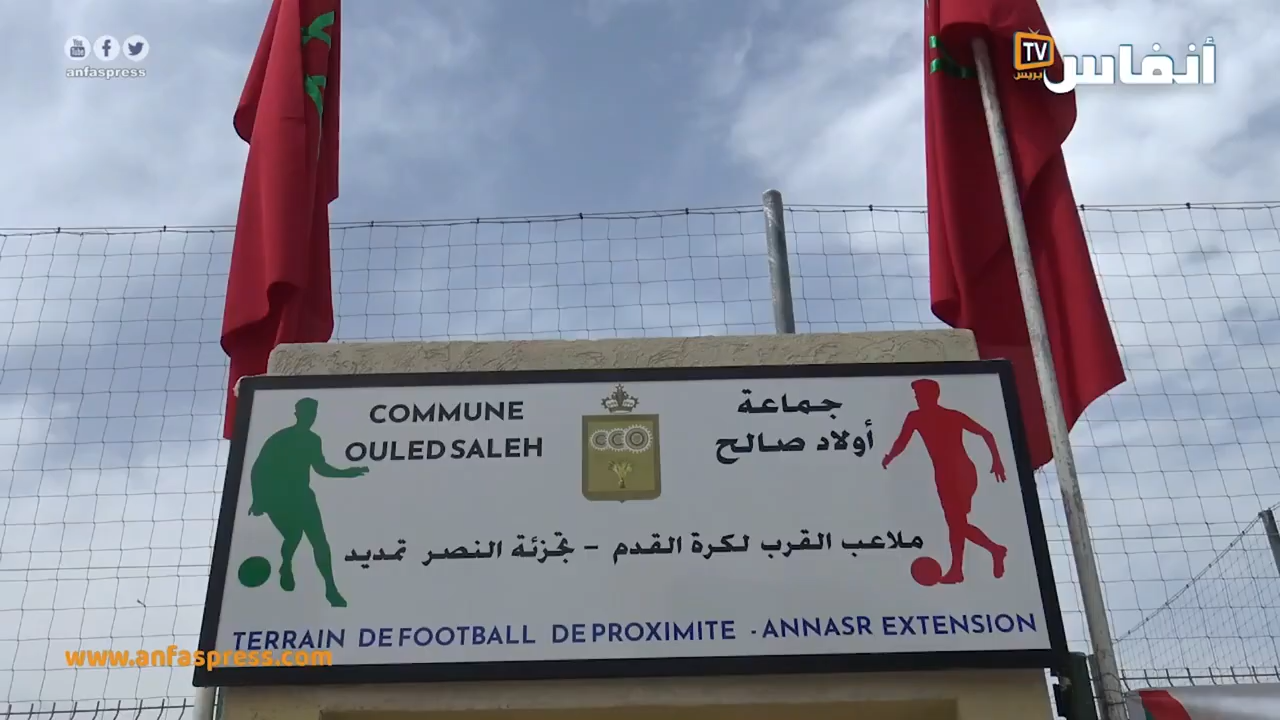 anfaspress
أنفاس
TV
بريس
COMMUNE
OULED SALEH
CCO
جماعة
أولاد صالح
ملاعب القرب لكرة القدم - تجزئة النصر تمديد
TERRAIN DE FOOTBALL DE PROXIMITE - ANNASR EXTENSION
www.anfaspress.com